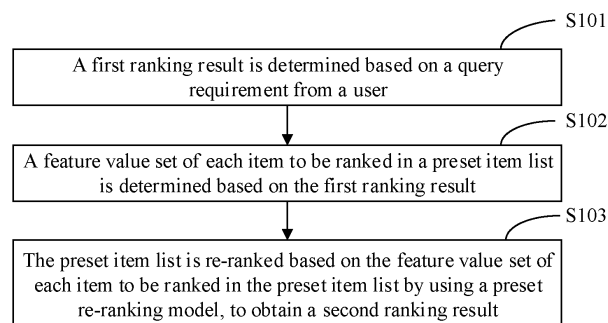 S101
A first ranking result is determined based on a query
requirement from a user
S102
A feature value set of each item to be ranked in a preset item list
is determined based on the first ranking result
S103
The preset item list is re-ranked based on the feature value set of
each item to be ranked in the preset item list by using a preset
re-ranking model, to obtain a second ranking result